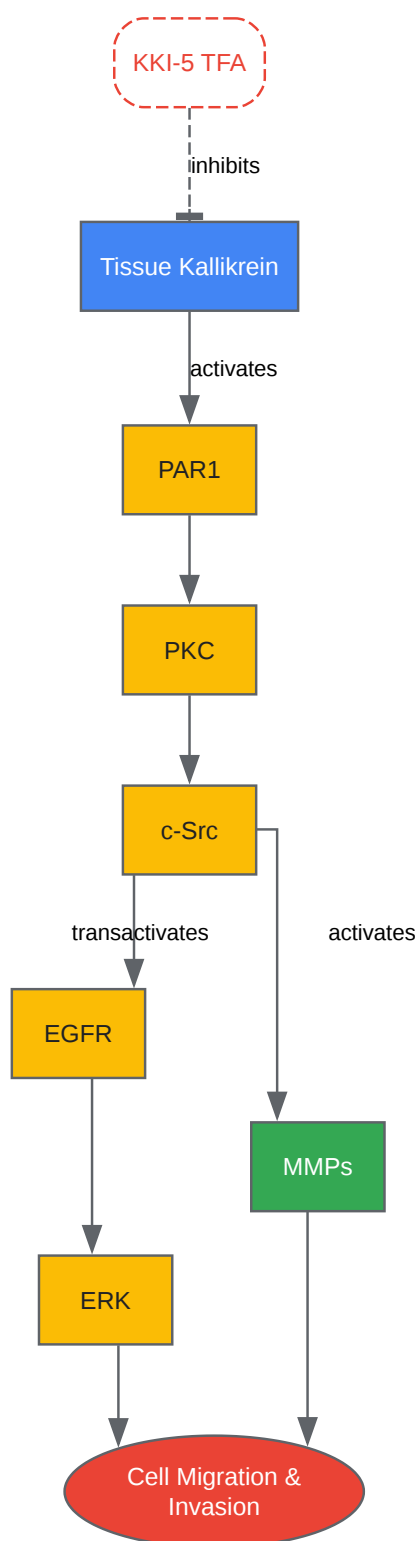 KKI-5 TFA
inhibits
Tissue Kallikrein
activates
PAR1
PKC
c-Src
transactivates
activates
EGFR
MMPs
ERK
Cell Migration &
Invasion